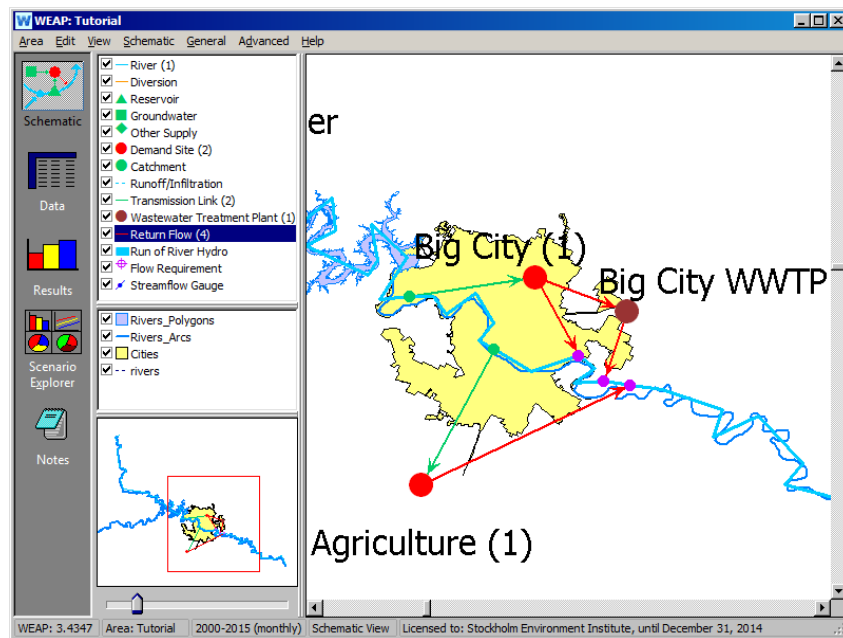 WEAP: Tutorial
Area Edit View Schematic General Advanced Help
Schematic
Data
Results
Scenario
Explorer
Notes
River (1)
Diversion
Reservoir
Groundwater
Other Supply
Demand Site (2)
Catchment
Runoff/Infiltration
Transmission Link (2)
Wastewater Treatment Plant (1)
Return Flow (4)
Run of River Hydro
Flow Requirement
Streamflow Gauge
Rivers_Polygons
Rivers_Arcs
Cities
rivers
er
Big City (1)
Big City WWTP
Agriculture (1)
WEAP: 3.4347 Area: Tutorial 2000-2015 (monthly) Schematic View Licensed to: Stockholm Environment Institute, until December 31, 2014